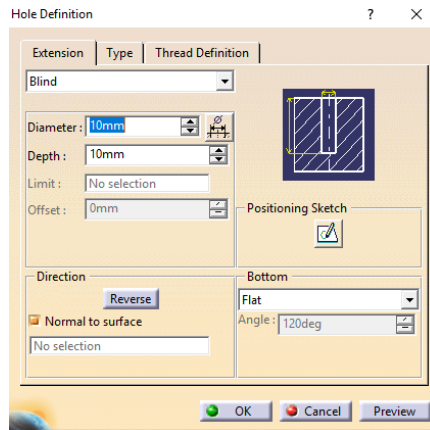 Hole Definition ? ×
Extension Type Thread Definition
Blind
Diameter : 10mm
Depth : 10mm
Limit : No selection
Offset : 0mm
Positioning Sketch
Direction
Reverse
Normal to surface
No selection
Bottom
Flat
Angle : 120deg
OK Cancel Preview